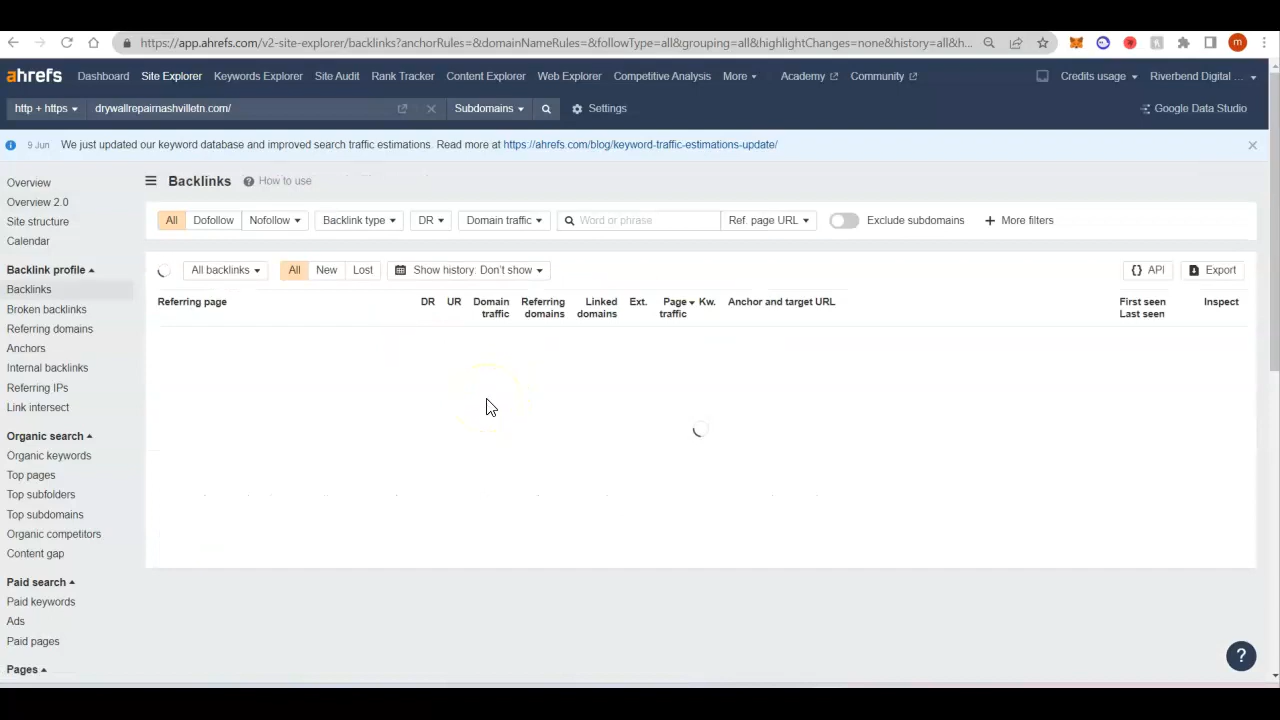 https://app.ahrefs.com/v2-site-explorer/backlinks?anchorRules=&domainNameRules=&followType=all&grouping=all&highlightChanges=none&history=all&h...
m
ahrefs Dashboard Site Explorer Keywords Explorer Site Audit Rank Tracker Content Explorer Web Explorer Competitive Analysis More Academy Community Credits usage Riverbend Digital ...
http + https drywallrepairnashvilletn.com/ Subdomains Settings Google Data Studio
9 Jun We just updated our keyword database and improved search traffic estimations. Read more at https://ahrefs.com/blog/keyword-traffic-estimations-update/
Overview
Overview 2.0
Site structure
Calendar
Backlink profile
Backlinks
Broken backlinks
Referring domains
Anchors
Internal backlinks
Referring IPs
Link intersect
Organic search
Organic keywords
Top pages
Top subfolders
Top subdomains
Organic competitors
Content gap
Paid search
Paid keywords
Ads
Paid pages
Pages
Backlinks ? How to use
All Dofollow Nofollow Backlink type DR Domain traffic Word or phrase Ref. page URL Exclude subdomains + More filters
All backlinks All New Lost Show history: Don't show {} API Export
Referring page DR UR Domain traffic Referring domains Linked domains Ext. Page traffic Kw. Anchor and target URL First seen Last seen Inspect
?